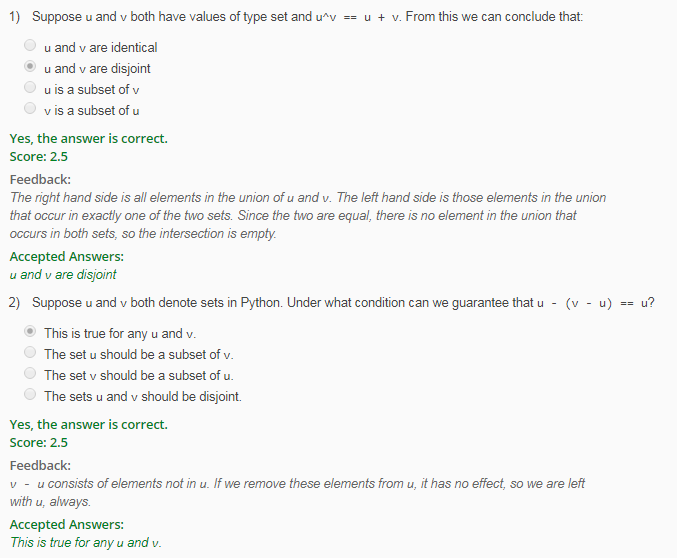 1) Suppose u and v both have values of type set and u^v == u + v. From this we can conclude that:
u and v are identical
u and v are disjoint
u is a subset of v
v is a subset of u
Yes, the answer is correct.
Score: 2.5
Feedback:
The right hand side is all elements in the union of u and v. The left hand side is those elements in the union
that occur in exactly one of the two sets. Since the two are equal, there is no element in the union that
occurs in both sets, so the intersection is empty.
Accepted Answers:
u and v are disjoint
2) Suppose u and v both denote sets in Python. Under what condition can we guarantee that u - (v - u) == u?
This is true for any u and v.
The set u should be a subset of v.
The set v should be a subset of u.
The sets u and v should be disjoint.
Yes, the answer is correct.
Score: 2.5
Feedback:
v - u consists of elements not in u. If we remove these elements from u, it has no effect, so we are left
with u, always.
Accepted Answers:
This is true for any u and v.